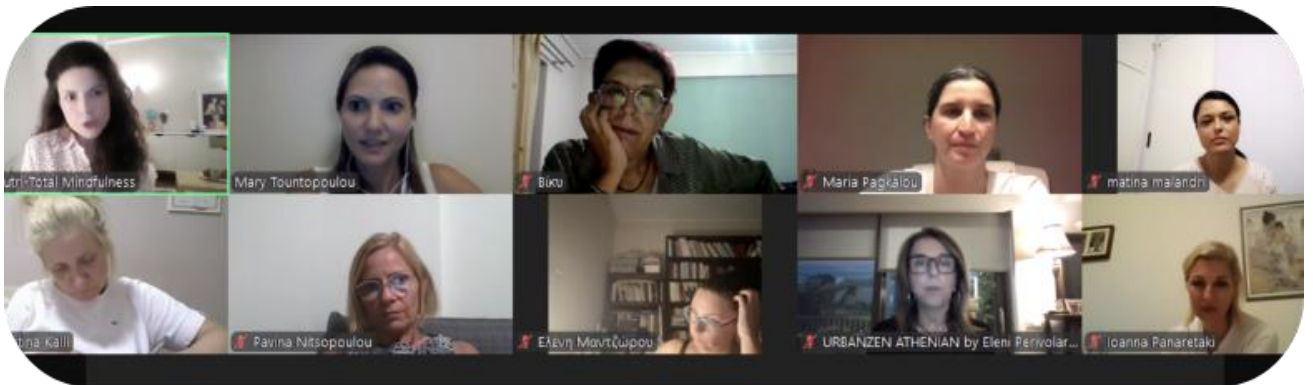 utri-Total Mindfulness
Mary Tountopoulou
Βίκυ
Maria Pagkalou
matina malandri
tina Kalli
Pavina Nitsopoulou
Ελενη Μαντζώρου
URBANZEN ATHENIAN by Eleni Perivolar...
Ioanna Panaretaki